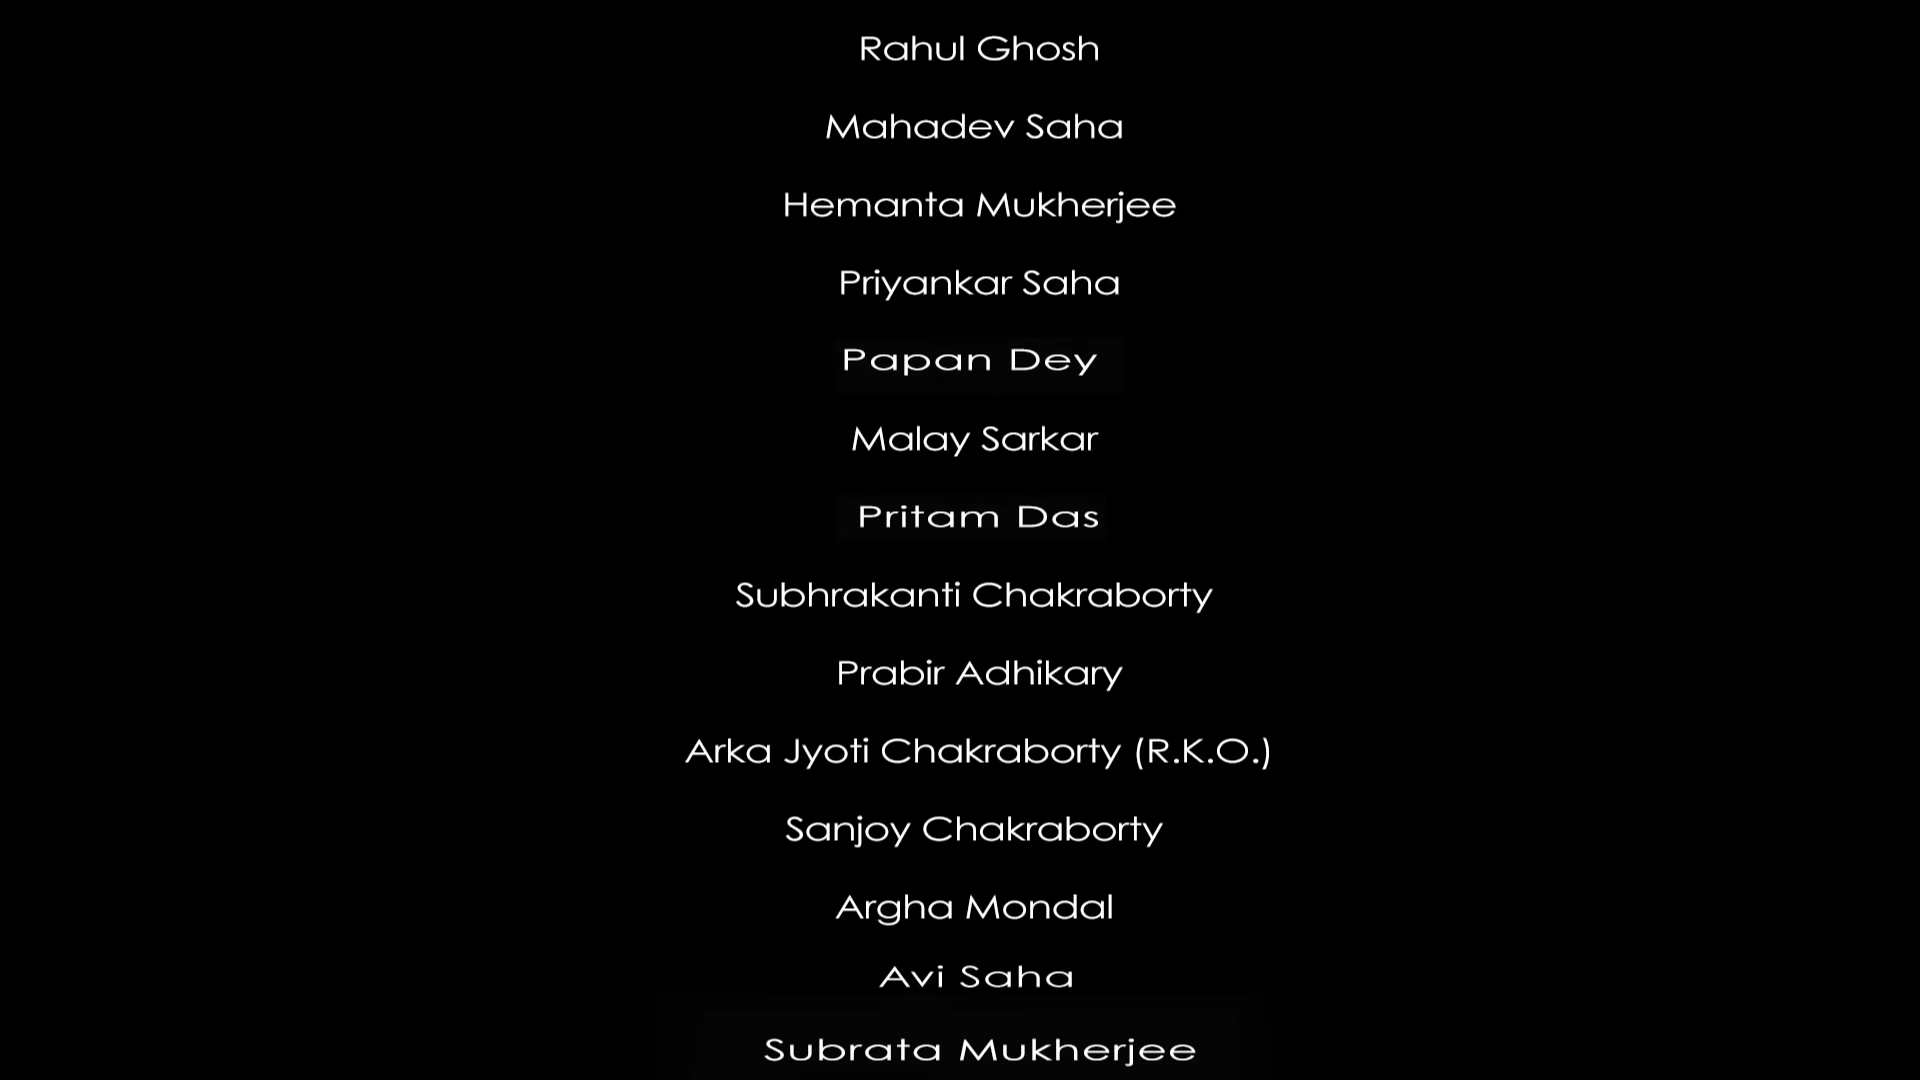 Rahul Ghosh
Mahadev Saha
Hemanta Mukherjee
Priyankar Saha
Papan Dey
Malay Sarkar
Pritam Das
Subhrakanti Chakraborty
Prabir Adhikary
Arka Jyoti Chakraborty (R.K.O.)
Sanjoy Chakraborty
Argha Mondal
Avi Saha
Subrata Mukherjee